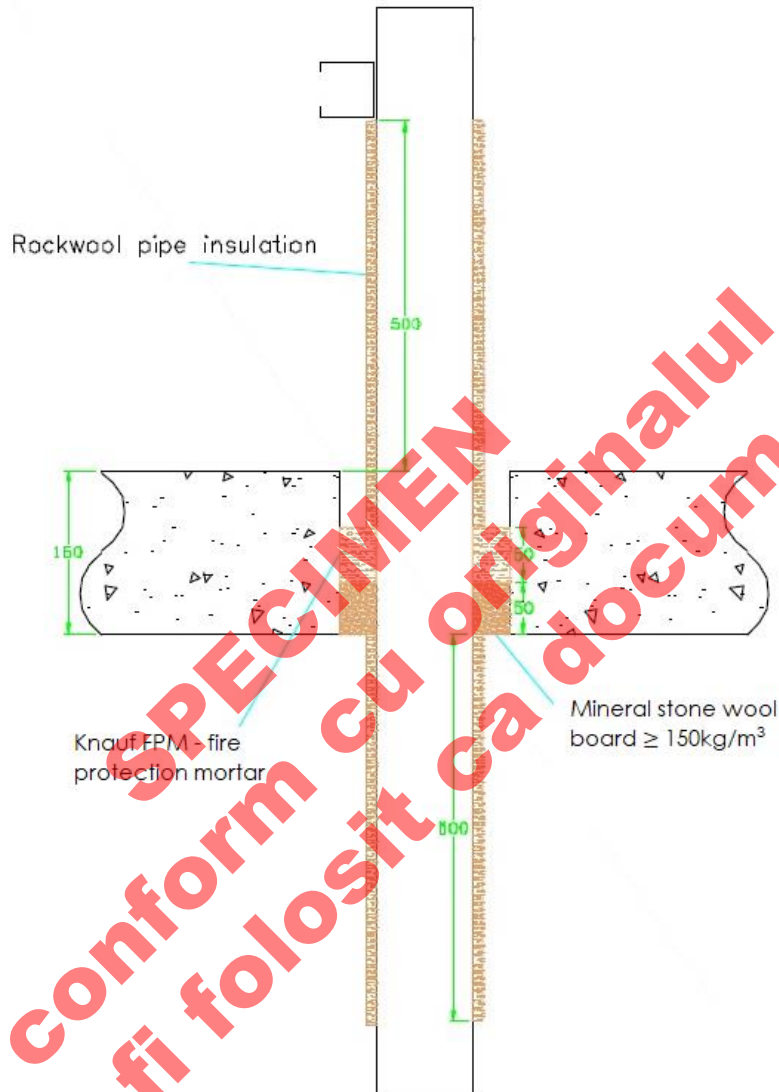 Rockwool pipe insulation
500
150
50
50
Knauf FPM - fire
protection mortar
Mineral stone wool
board ≥ 150kg/m³
500
SPECIMEN
conform cu originalul
fi folosit ca docum